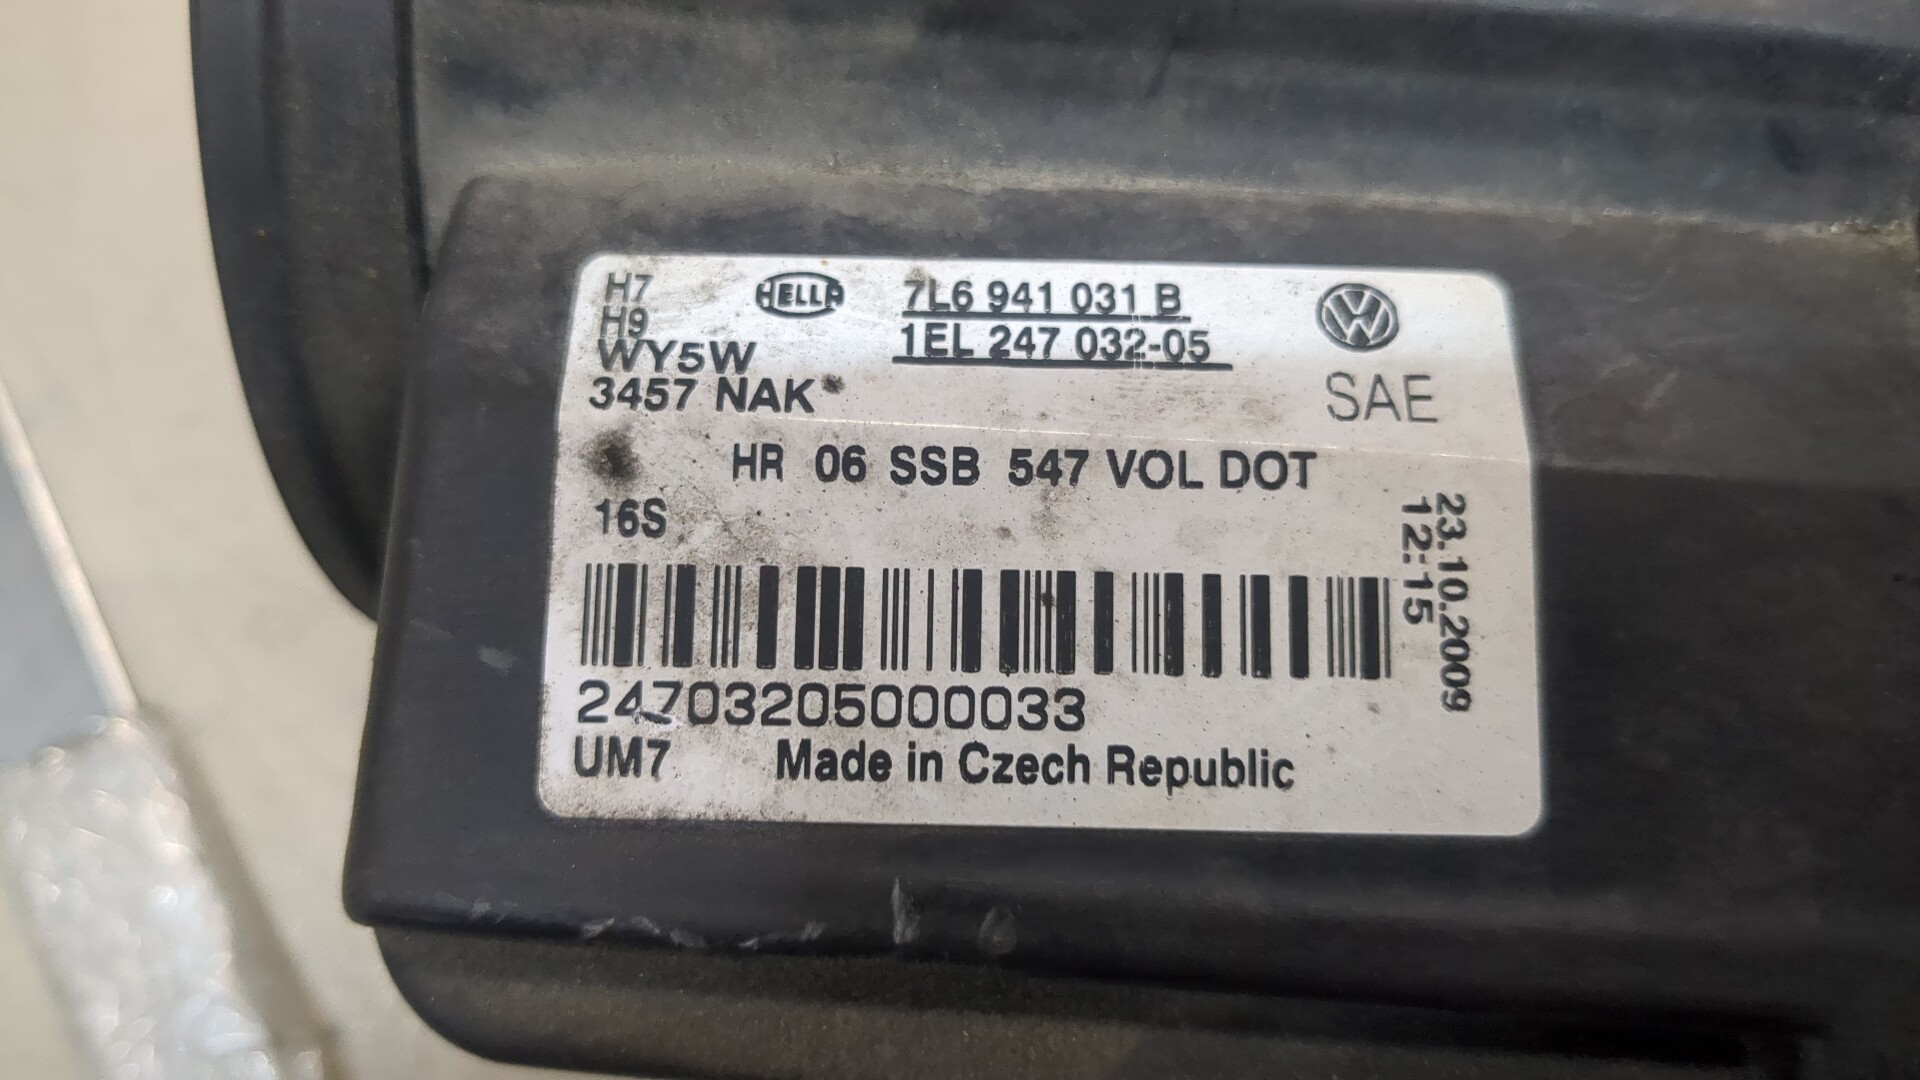 H7
H9
WY5W
3457 NAK
HELLA
7L6 941 031 B
1EL 247 032-05
SAE
HR 06 SSB 547 VOL DOT
16S
23.10.2009
12:15
24703205000033
UM7 Made in Czech Republic